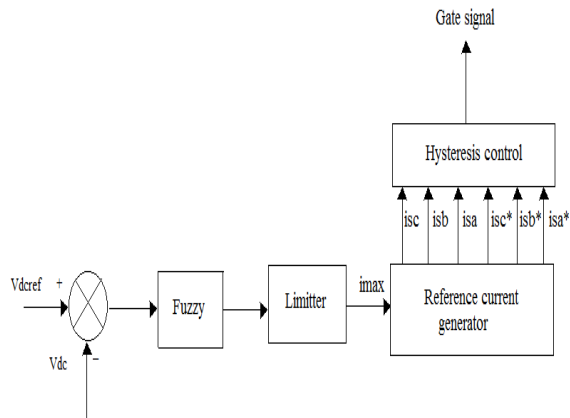 Gate signal
Hysteresis control
isc isb isa isc* isb* isa*
Vdcref + Fuzzy Limitter imax Reference current
generator
Vdc −